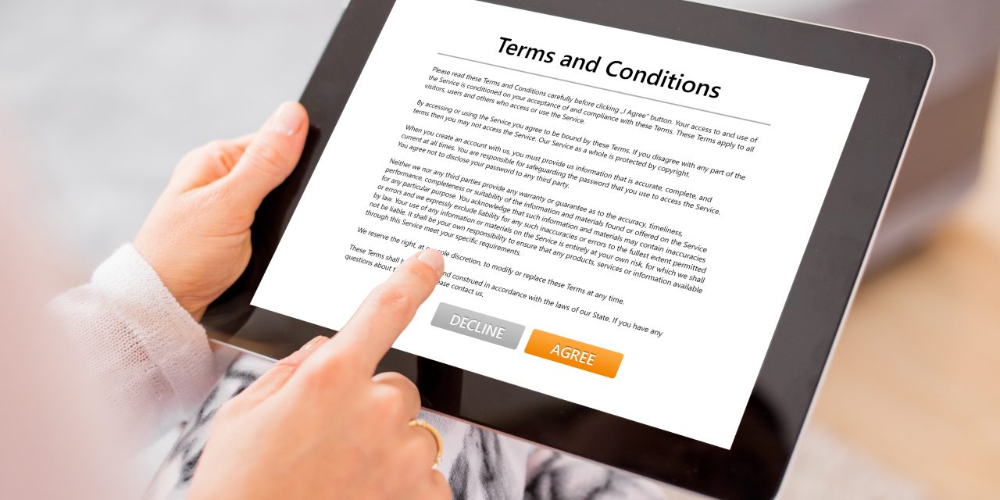 Terms and Conditions
Please read these Terms and Conditions carefully before clicking „I Agree" button. Your access to and use of
the Service is conditioned on your acceptance of and compliance with these Terms. These Terms apply to all
visitors, users and others who access or use the Service.
By accessing or using the Service you agree to be bound by these Terms. If you disagree with any part of the
terms then you may not access the Service. Our Service as a whole is protected by copyright.
When you create an account with us, you must provide us information that is accurate, complete, and
current at all times. You are responsible for safeguarding the password that you use to access the Service.
You agree not to disclose your password to any third party.
Neither we nor any third parties provide any warranty or guarantee as to the accuracy, timeliness,
performance, completeness or suitability of the information and materials found or offered on the Service
for any particular purpose. You acknowledge that such information and materials may contain inaccuracies
or errors and we expressly exclude liability for any such inaccuracies or errors to the fullest extent permitted
by law. Your use of any information or materials on the Service is entirely at your own risk, for which we shall
not be liable. It shall be your own responsibility to ensure that any products, services or information available
through this Service meet your specific requirements.
We reserve the right, at discretion, to modify or replace these Terms at any time.
These Terms shall and construed in accordance with the laws of our State. If you have any
questions about contact us.
DECLINE
AGREE